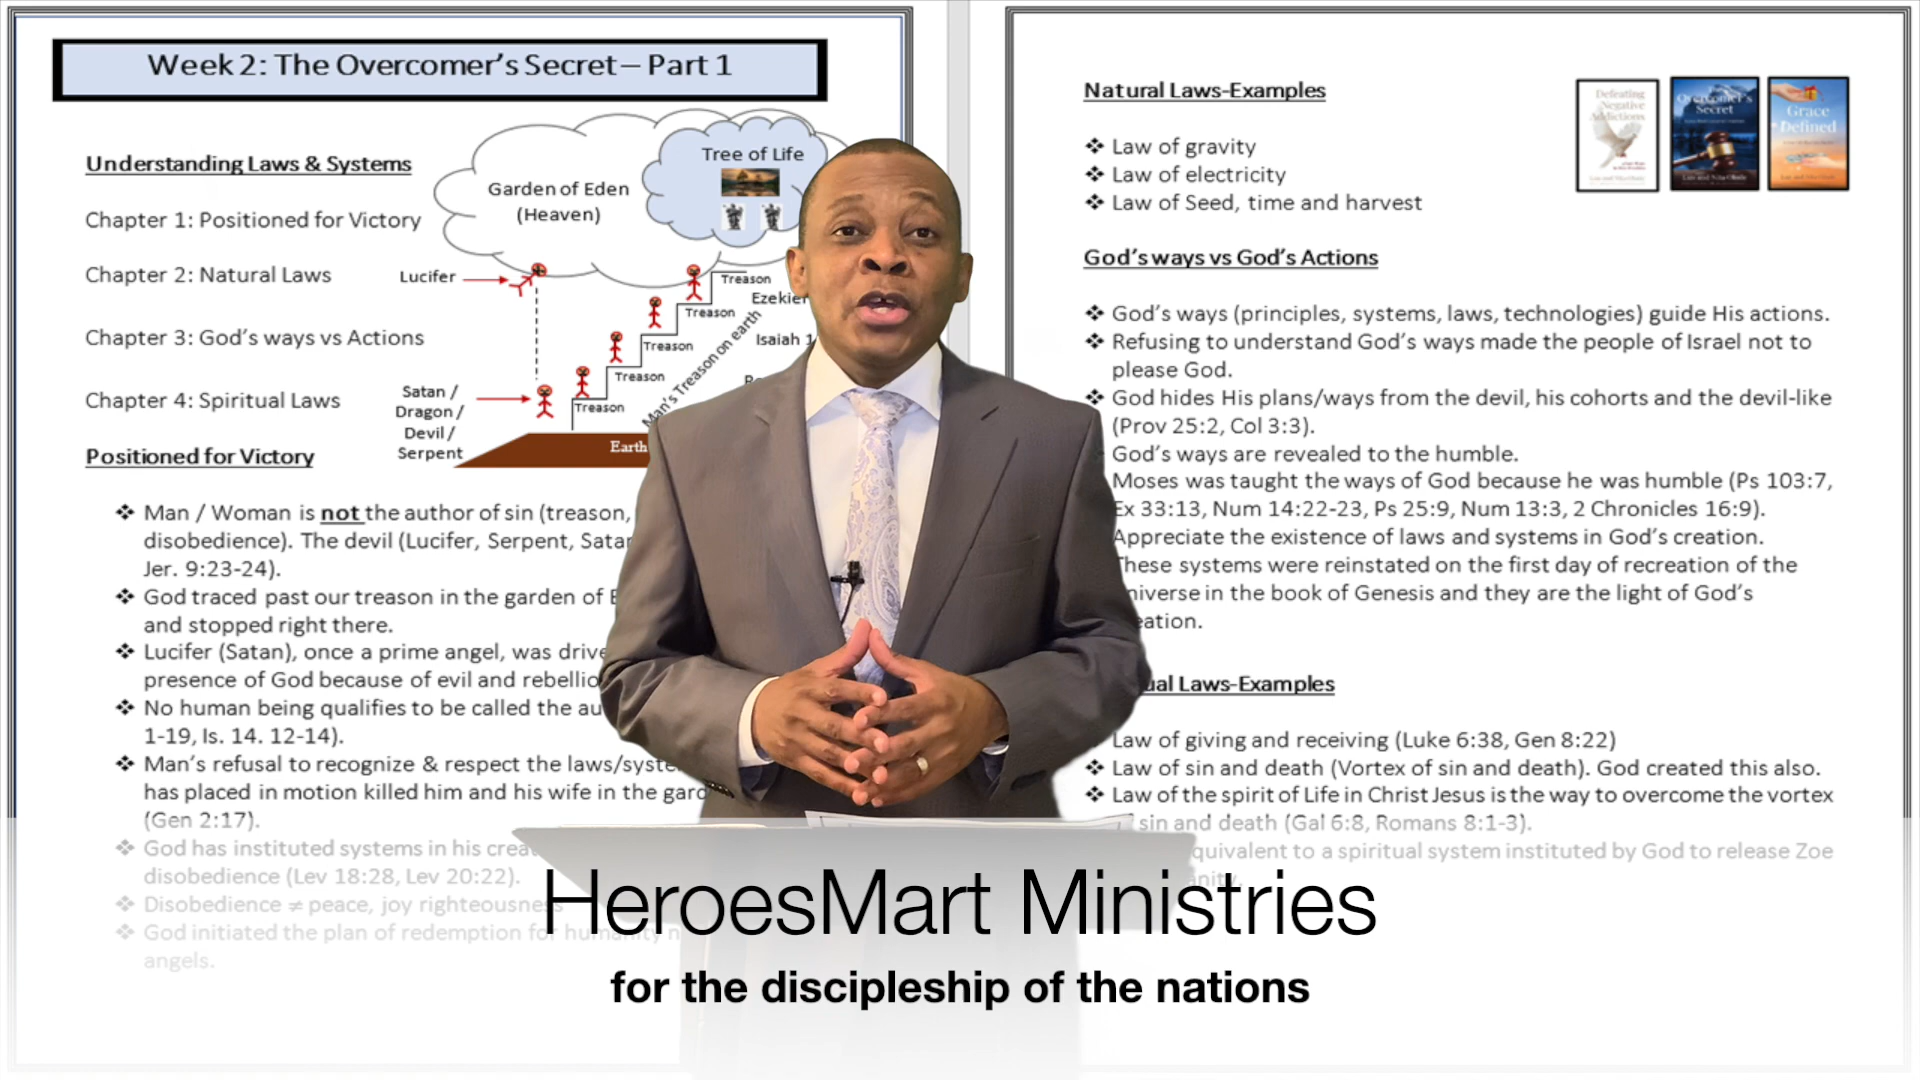 Week 2: The Overcomer's Secret – Part 1
Understanding Laws & Systems
Chapter 1: Positioned for Victory
Chapter 2: Natural Laws
Chapter 3: God's ways vs Actions
Chapter 4: Spiritual Laws
Garden of Eden
(Heaven)
Tree of Life
Lucifer
Satan /
Dragon /
Devil /
Serpent
Treason
Treason
Treason
Treason
Treason
Man's Treason on earth
Isaiah 1
Earth
Positioned for Victory
❖ Man / Woman is not the author of sin (treason,
disobedience). The devil (Lucifer, Serpent,
Jer. 9:23-24).
❖ God traced past our treason in the garden of
and stopped right there.
❖ Lucifer (Satan), once a prime angel, was
presence of God because of evil and
❖ No human being qualifies to be called the
1-19, Is. 14. 12-14).
❖ Man's refusal to recognize & respect the
has placed in motion killed him and his wife in the
(Gen 2:17).
❖ God has instituted systems in his
disobedience (Lev 18:28, Lev 20:22).
❖ Disobedience ≠ peace, joy righteousness
❖ God initiated the plan of redemption for humanity
angels.
Natural Laws-Examples
❖ Law of gravity
❖ Law of electricity
❖ Law of Seed, time and harvest
Defeating
Negative
Addictions
The
Overcomer's
Secret
Grace
Defined
God's ways vs God's Actions
❖ God's ways (principles, systems, laws, technologies) guide His actions.
❖ Refusing to understand God's ways made the people of Israel not to
please God.
❖ God hides His plans/ways from the devil, his cohorts and the devil-like
(Prov 25:2, Col 3:3).
God's ways are revealed to the humble.
Moses was taught the ways of God because he was humble (Ps 103:7,
Ex 33:13, Num 14:22-23, Ps 25:9, Num 13:3, 2 Chronicles 16:9).
Appreciate the existence of laws and systems in God's creation.
These systems were reinstated on the first day of recreation of the
universe in the book of Genesis and they are the light of God's
eation.
ual Laws-Examples
Law of giving and receiving (Luke 6:38, Gen 8:22)
❖ Law of sin and death (Vortex of sin and death). God created this also.
❖ Law of the spirit of Life in Christ Jesus is the way to overcome the vortex
sin and death (Gal 6:8, Romans 8:1-3).
quivalent to a spiritual system instituted by God to release Zoe
HeroesMart Ministries
for the discipleship of the nations